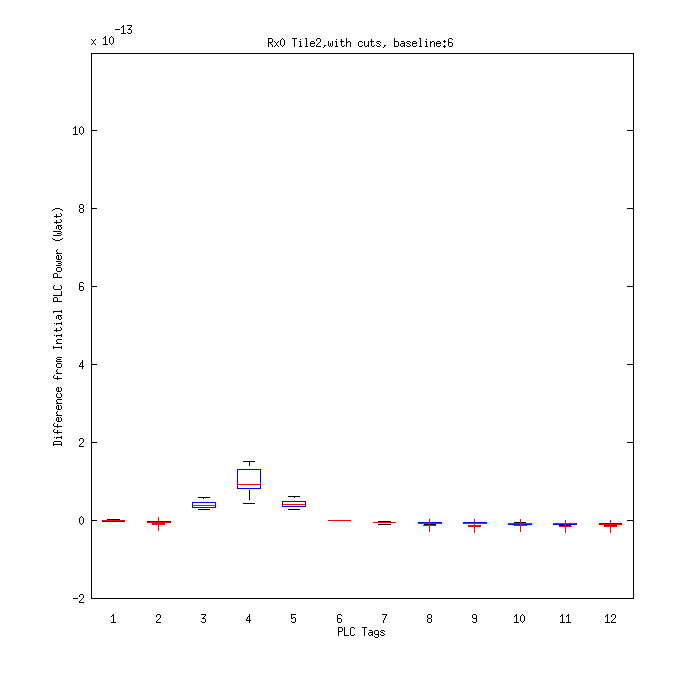 x 10 -13
Rx0 Tile2,with cuts, baseline:6
10
8
6
4
2
0
-2
Difference from Initial PLC Power (Watt)
1 2 3 4 5 6 7 8 9 10 11 12
PLC Tags